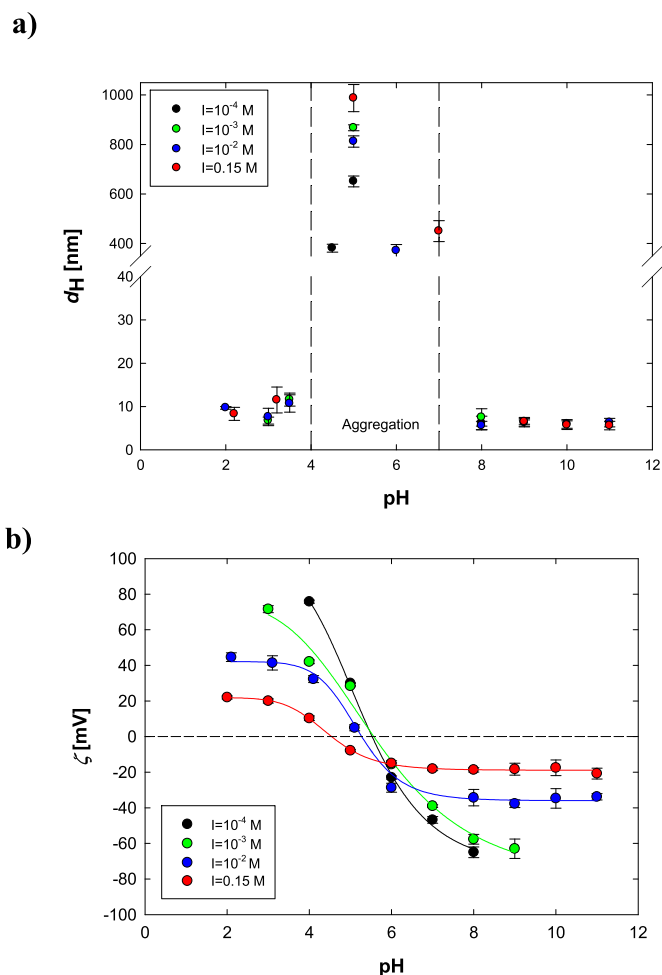 a)
1000
800
600
400
40
30
20
10
0
d_H [nm]
I=10⁻⁴ M
I=10⁻³ M
I=10⁻² M
I=0.15 M
Aggregation
0 2 4 6 8 10 12
pH
b)
100
80
60
40
20
0
-20
-40
-60
-80
-100
ζ [mV]
I=10⁻⁴ M
I=10⁻³ M
I=10⁻² M
I=0.15 M
0 2 4 6 8 10 12
pH